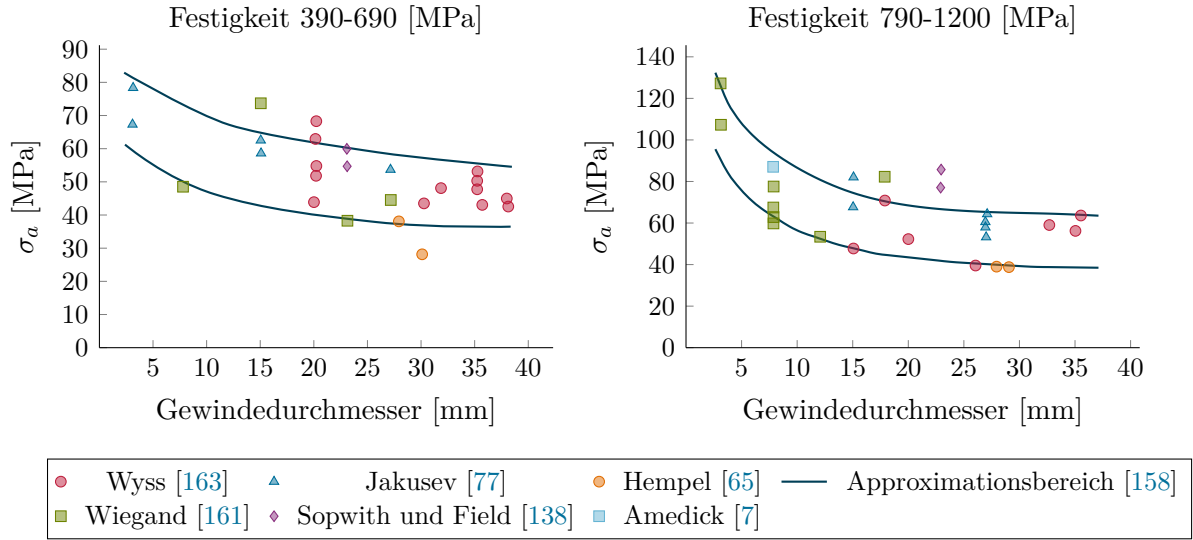 Festigkeit 390-690 [MPa]
90
80
70
60
50
40
30
20
10
0
σa [MPa]
5 10 15 20 25 30 35 40
Gewindedurchmesser [mm]
Festigkeit 790-1200 [MPa]
140
120
100
80
60
40
20
0
σa [MPa]
5 10 15 20 25 30 35 40
Gewindedurchmesser [mm]
Wyss [163] Jakusev [77] Hempel [65] Approximationsbereich [158]
Wiegand [161] Sopwith und Field [138] Amedick [7]